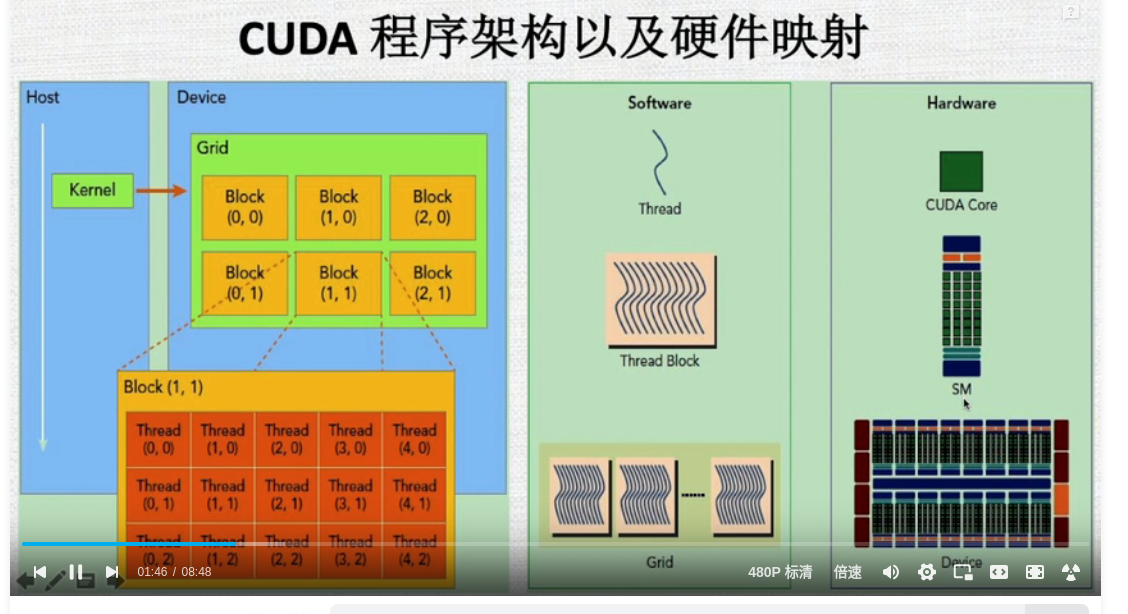 CUDA 程序架构以及硬件映射
?
Host
Device
Grid
Kernel
Block
(0, 0)
Block
(1, 0)
Block
(2, 0)
Block
(0, 1)
Block
(1, 1)
Block
(2, 1)
Block (1, 1)
Thread
(0, 0)
Thread
(1, 0)
Thread
(2, 0)
Thread
(3, 0)
Thread
(4, 0)
Thread
(0, 1)
Thread
(1, 1)
Thread
(2, 1)
Thread
(3, 1)
Thread
(4, 1)
Thread
(0, 2)
Thread
(1, 2)
Thread
(2, 2)
Thread
(3, 2)
Thread
(4, 2)
Software
Thread
Thread Block
Grid
Hardware
CUDA Core
SM
Device
01:46 / 08:48
480P 标清
倍速